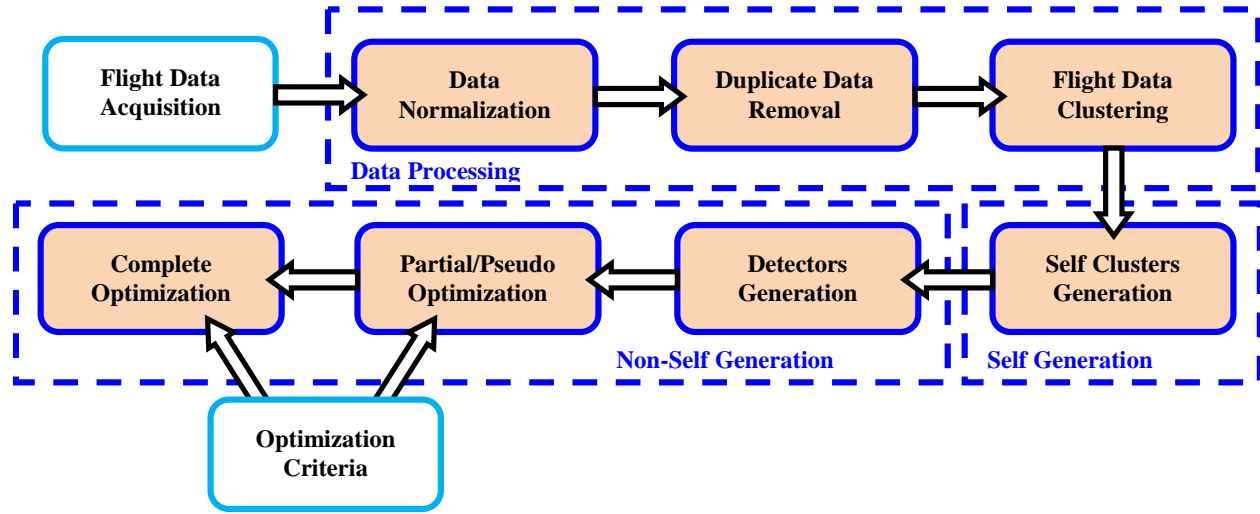 Flight Data
Acquisition
Data
Normalization
Duplicate Data
Removal
Flight Data
Clustering
Data Processing
Complete
Optimization
Partial/Pseudo
Optimization
Detectors
Generation
Self Clusters
Generation
Non-Self Generation
Self Generation
Optimization
Criteria